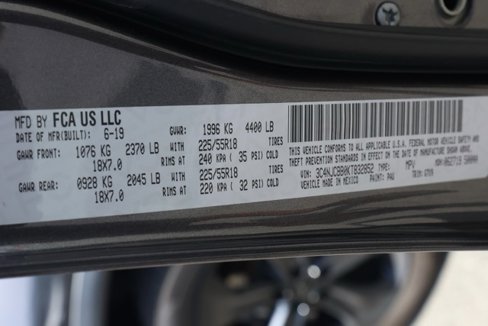 MFD BY FCA US LLC
DATE OF MFR(BUILT): 6-19 GVWR: 1996 KG 4400 LB
GAWR FRONT: 1076 KG 2370 LB WITH 225/55R18 TIRES
18X7.0 RIMS AT 240 KPA ( 35 PSI) COLD
GAWR REAR: 0928 KG 2045 LB WITH 225/55R18 TIRES
18X7.0 RIMS AT 220 KPA ( 32 PSI) COLD
THIS VEHICLE CONFORMS TO ALL APPLICABLE U.S.A. FEDERAL MOTOR VEHICLE SAFETY AND
THEFT PREVENTION STANDARDS IN EFFECT ON THE
DATE OF MANUFACTURE SHOWN ABOVE.
VIN: TYPE: MPV MDH:
MADE IN MEXICO PAINT: PAU TRIM: